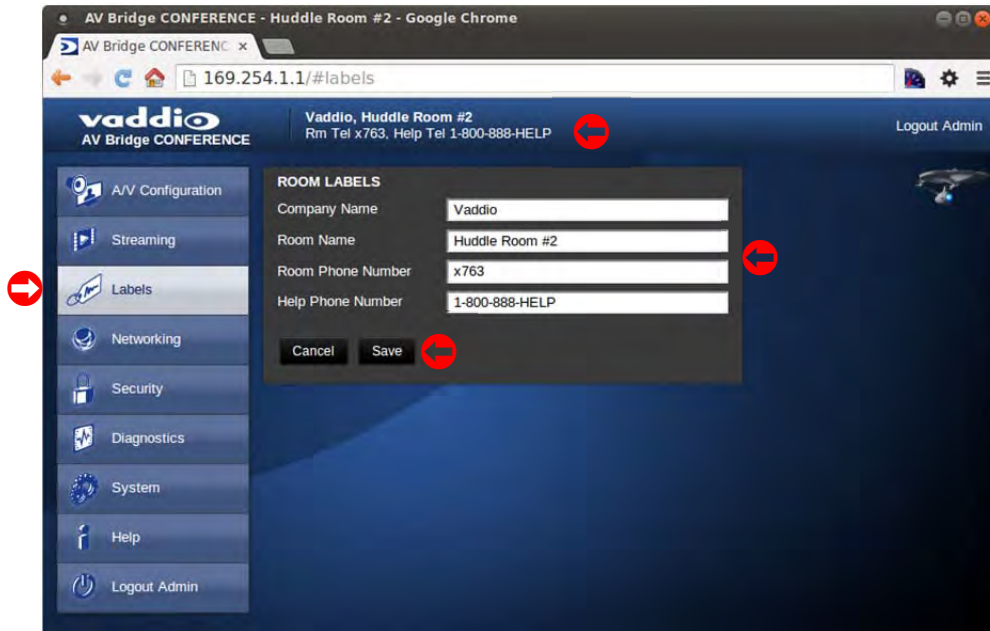 AV Bridge CONFERENCE - Huddle Room #2 - Google Chrome
AV Bridge CONFERENC
169.254.1.1/#labels
vaddio
AV Bridge CONFERENCE
Vaddio, Huddle Room #2
Rm Tel x763, Help Tel 1-800-888-HELP
Logout Admin
A/V Configuration
Streaming
Labels
Networking
Security
Diagnostics
System
Help
Logout Admin
ROOM LABELS
Company Name Vaddio
Room Name Huddle Room #2
Room Phone Number x763
Help Phone Number 1-800-888-HELP
Cancel Save